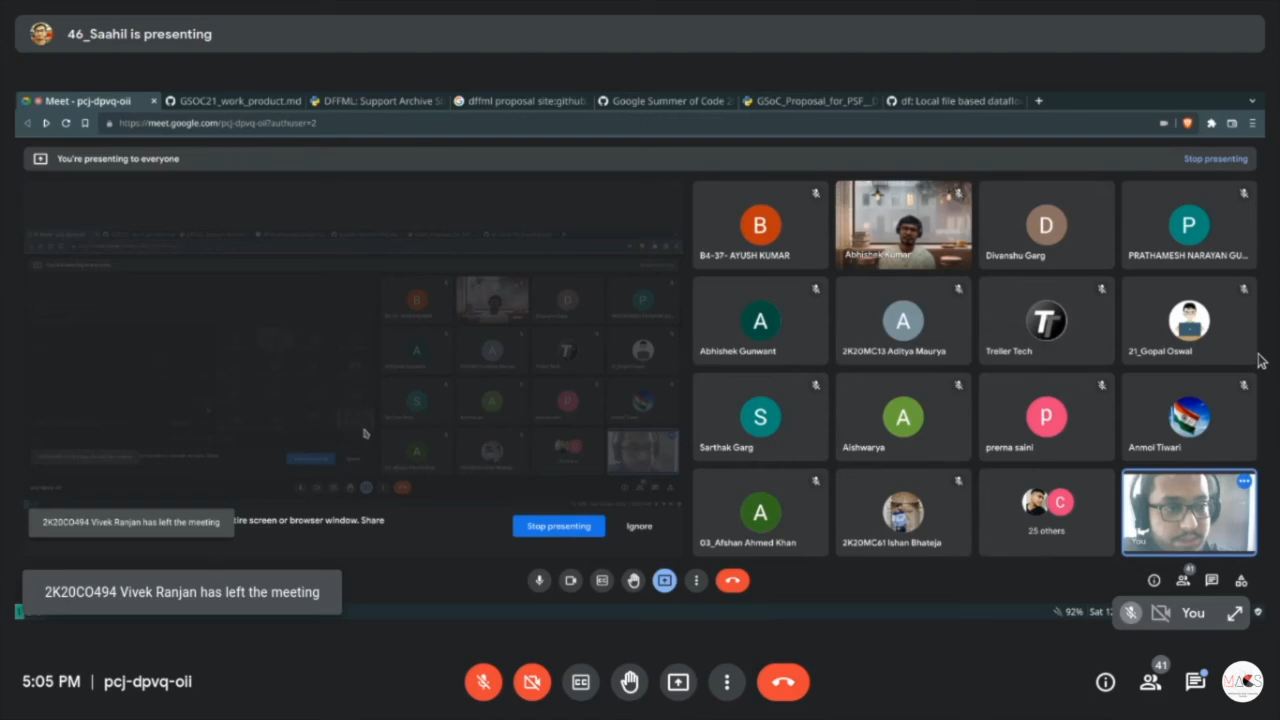 46_Saahil is presenting
Meet - pcj-dpvq-oii
GSOC21_work_product.md
DFFML: Support Archive S
dffml proposal site:github
Google Summer of Code 2
GSoC_Proposal_for_PSF_
df: Local file based dataflo
https://meet.google.com/pcj-dpvq-oii?authuser=2
You're presenting to everyone
Stop presenting
B
B4-37- AYUSH KUMAR
Abhishek Kumar
D
Divanshu Garg
P
PRATHAMESH NARAYAN GU...
A
Abhishek Gunwant
A
2K20MC13 Aditya Maurya
Treller Tech
21_Gopal Oswal
S
Sarthak Garg
A
Aishwarya
p
prerna saini
Anmol Tiwari
A
03_Afshan Ahmed Khan
2K20MC61 Ishan Bhateja
C
25 others
You
2K20CO494 Vivek Ranjan has left the meeting
tire screen or browser window. Share
Stop presenting
Ignore
41
2K20CO494 Vivek Ranjan has left the meeting
92%
Sat 12
You
5:05 PM | pcj-dpvq-oii
41
MACS